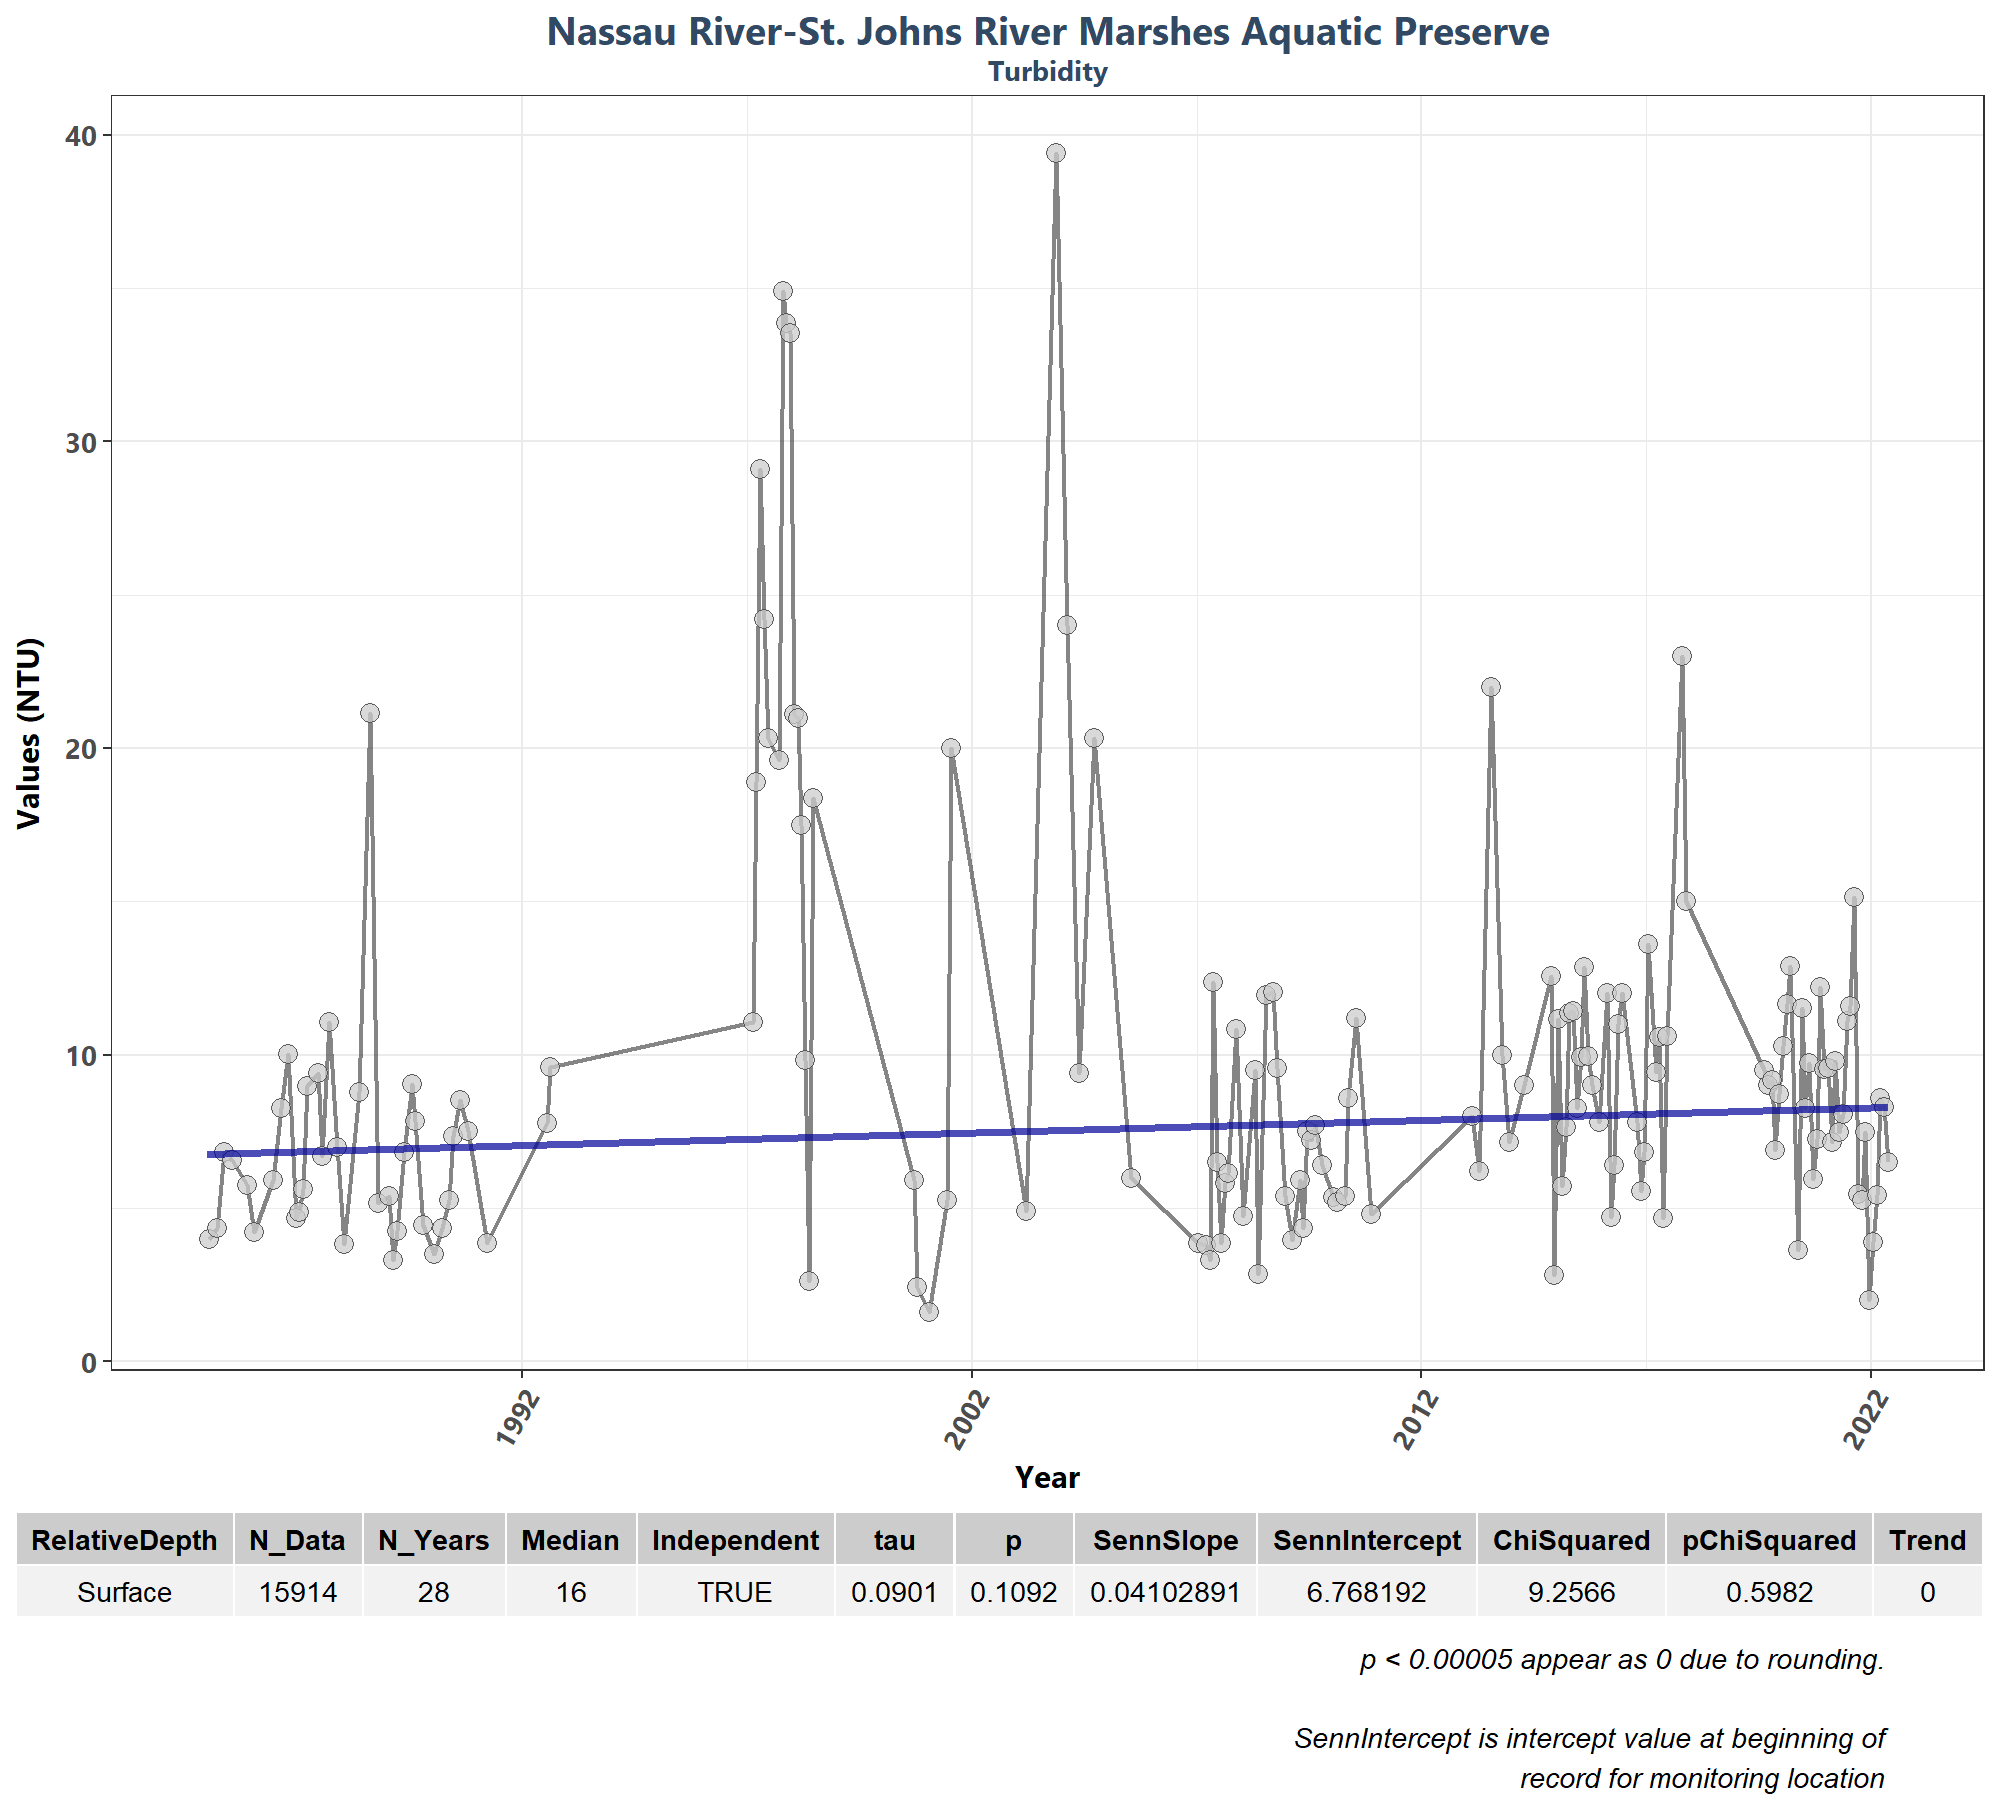 Nassau River-St. Johns River Marshes Aquatic Preserve
Turbidity
Values (NTU)
40
30
20
10
0
1992
2002
2012
2022
Year
RelativeDepth N_Data N_Years Median Independent tau p SennSlope SennIntercept ChiSquared pChiSquared Trend
Surface 15914 28 16 TRUE 0.0901 0.1092 0.04102891 6.768192 9.2566 0.5982 0
p < 0.00005 appear as 0 due to rounding.
SennIntercept is intercept value at beginning of
record for monitoring location